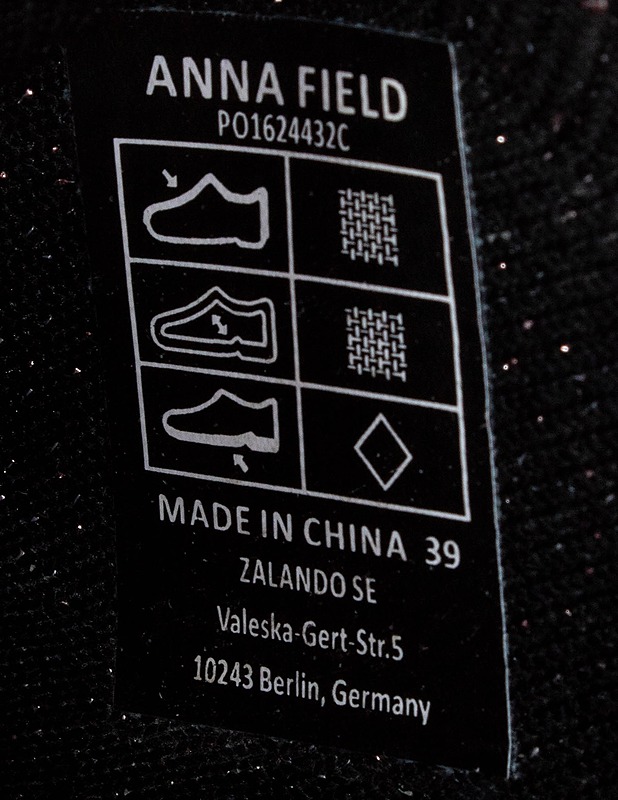 ANNA FIELD
PO1624432C
MADE IN CHINA 39
ZALANDO SE
Valeska-Gert-Str.5
10243 Berlin, Germany